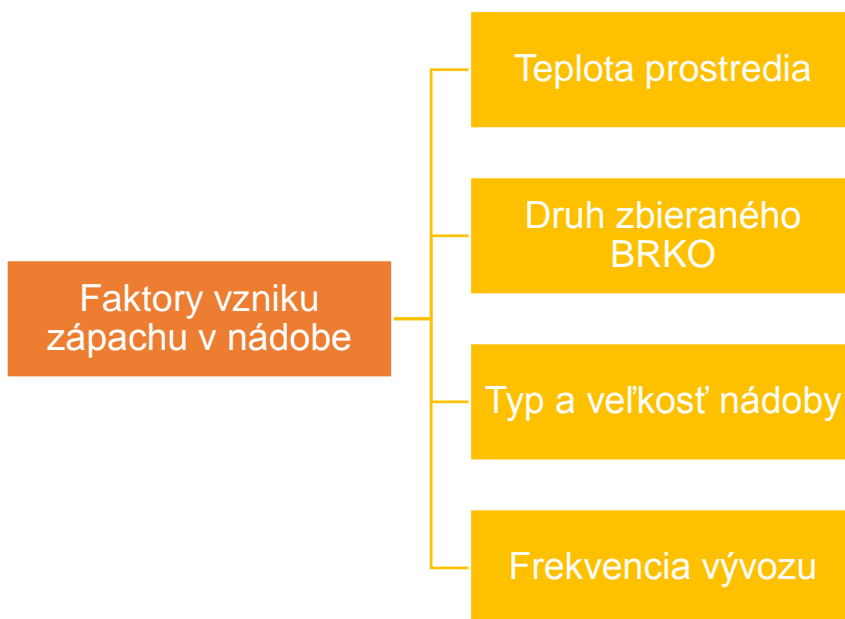 Faktory vzniku
zápachu v nádobe
Teplota prostredia
Druh zbieraného
BRKO
Typ a veľkosť nádoby
Frekvencia vývozu